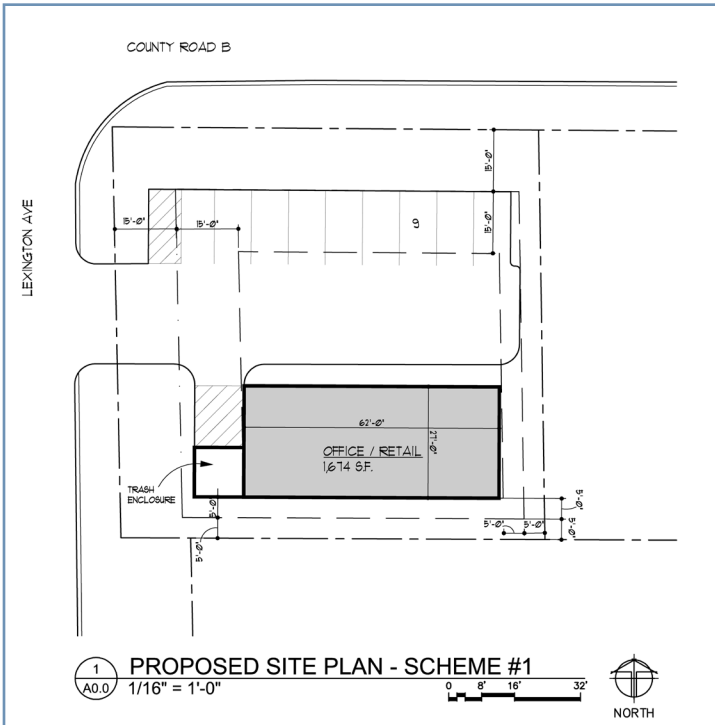 COUNTY ROAD B
LEXINGTON AVE
15'-0"
15'-0"
15'-0"
15'-0"
9
62'-0"
27'-0"
OFFICE / RETAIL
1,674 S.F.
TRASH
ENCLOSURE
5'-0"
5'-0"
5'-0"
5'-0"
5'-0"
5'-0"
1
A0.0
PROPOSED SITE PLAN - SCHEME #1
1/16" = 1'-0"
0 8' 16' 32'
NORTH